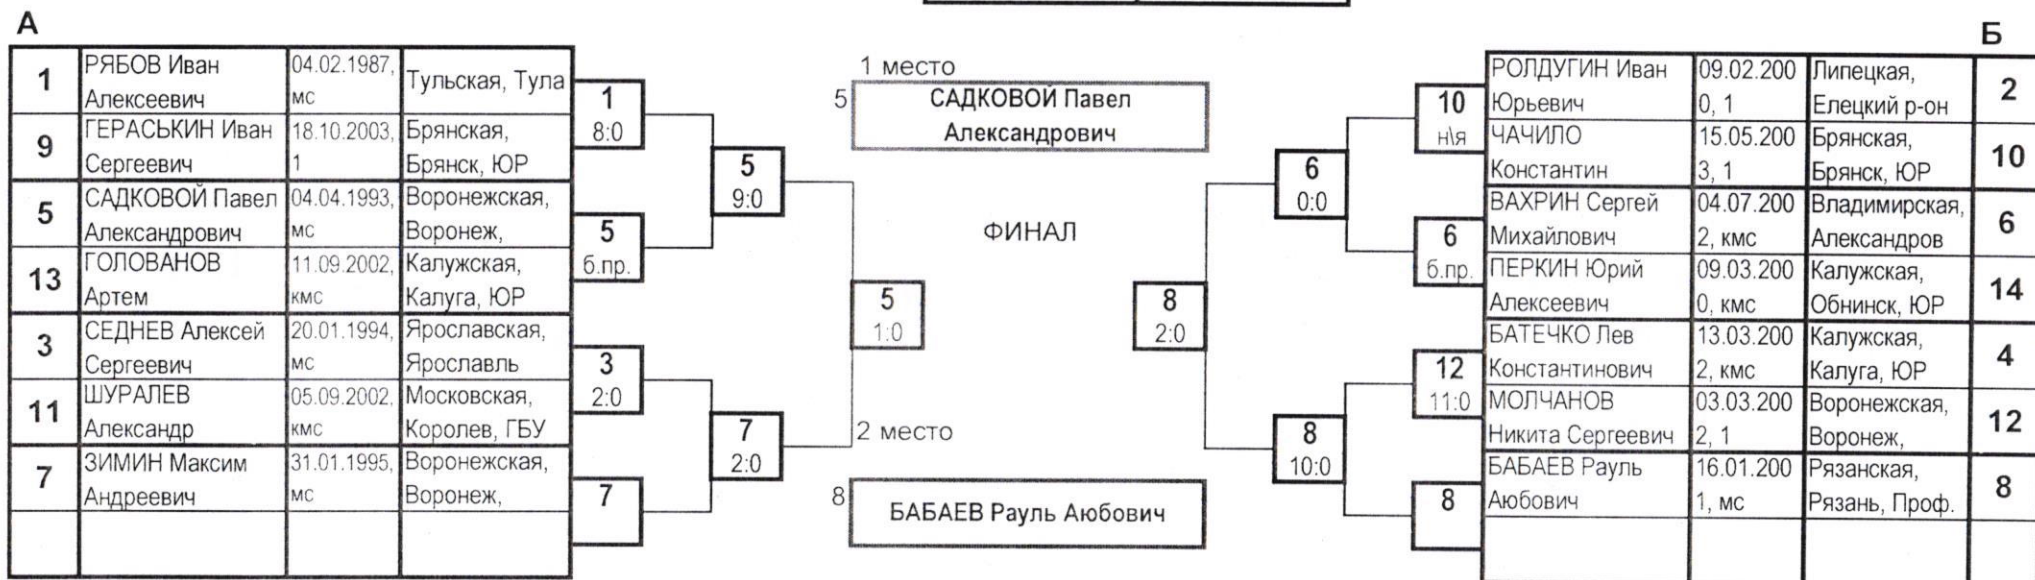 А
1 РЯБОВ Иван 04.02.1987, Тульская, Тула
Алексеевич мс
9 ГЕРАСЬКИН Иван 18.10.2003, Брянская,
Сергеевич 1 Брянск, ЮР
5 САДКОВОЙ Павел 04.04.1993, Воронежская,
Александрович мс Воронеж,
13 ГОЛОВАНОВ 11.09.2002, Калужская,
Артем кмс Калуга, ЮР
3 СЕДНЕВ Алексей 20.01.1994, Ярославская,
Сергеевич мс Ярославль
11 ШУРАЛЕВ 05.09.2002, Московская,
Александр кмс Королев, ГБУ
7 ЗИМИН Максим 31.01.1995, Воронежская,
Андреевич мс Воронеж,
1
8:0
5
б.пр.
3
2:0
7
5
9:0
7
2:0
5
1:0
1 место
5 САДКОВОЙ Павел
Александрович
ФИНАЛ
2 место
8 БАБАЕВ Рауль Аюбович
8
2:0
6
0:0
8
10:0
10
н\я
6
б.пр.
12
11:0
8
Б
РОЛДУГИН Иван 09.02.200 Липецкая, 2
Юрьевич 0, 1 Елецкий р-он
ЧАЧИЛО 15.05.200 Брянская, 10
Константин 3, 1 Брянск, ЮР
ВАХРИН Сергей 04.07.200 Владимирская, 6
Михайлович 2, кмс Александров
ПЕРКИН Юрий 09.03.200 Калужская, 14
Алексеевич 0, кмс Обнинск, ЮР
БАТЕЧКО Лев 13.03.200 Калужская, 4
Константинович 2, кмс Калуга, ЮР
МОЛЧАНОВ 03.03.200 Воронежская, 12
Никита Сергеевич 2, 1 Воронеж,
БАБАЕВ Рауль 16.01.200 Рязанская, 8
Аюбович 1, мс Рязань, Проф.